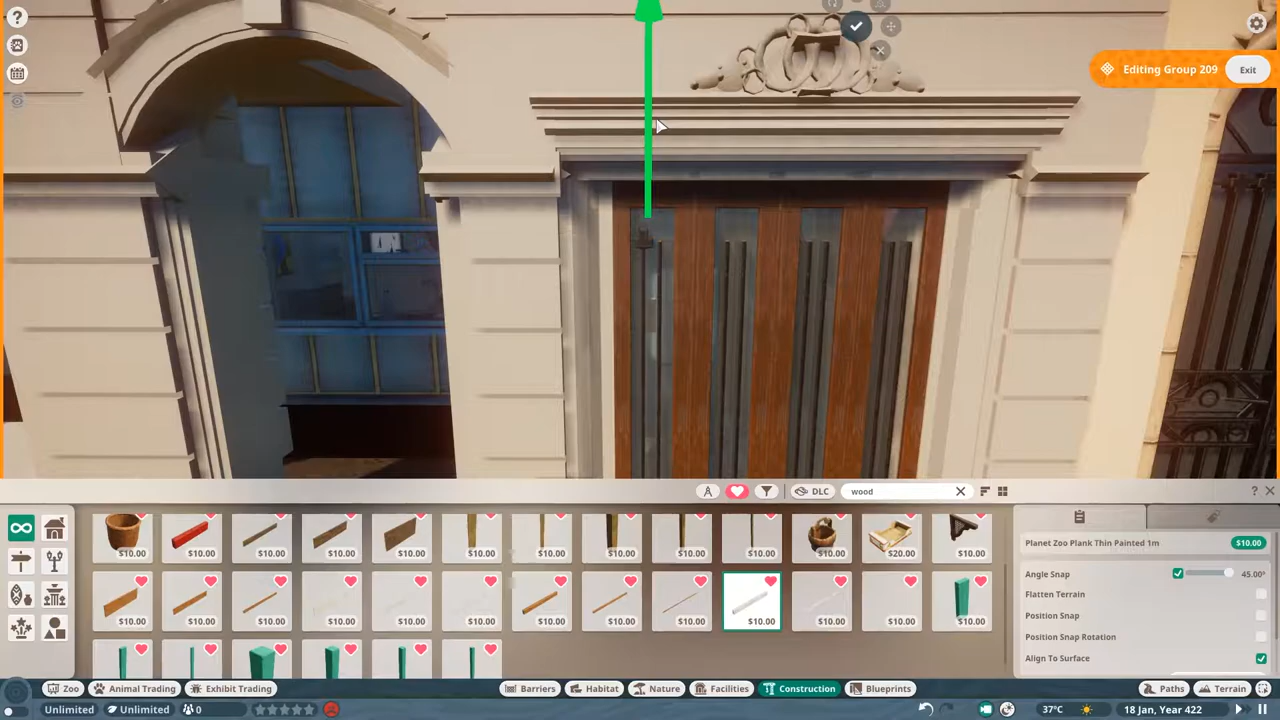 ?
Editing Group 209
Exit
DLC
wood
?
$10.00 $10.00 $10.00 $10.00 $10.00 $10.00 $10.00 $10.00 $10.00 $10.00 $10.00 $20.00 $10.00
Planet Zoo Plank Thin Painted 1m $10.00
Angle Snap 45.00°
$10.00 $10.00 $10.00 $10.00 $10.00 $10.00 $10.00 $10.00 $10.00 $10.00 $10.00 $10.00 $10.00
Flatten Terrain
Position Snap
Position Snap Rotation
Align To Surface
Zoo Animal Trading Exhibit Trading Barriers Habitat Nature Facilities Construction Blueprints Paths Terrain
Unlimited Unlimited 0 37°C 18 Jan, Year 422